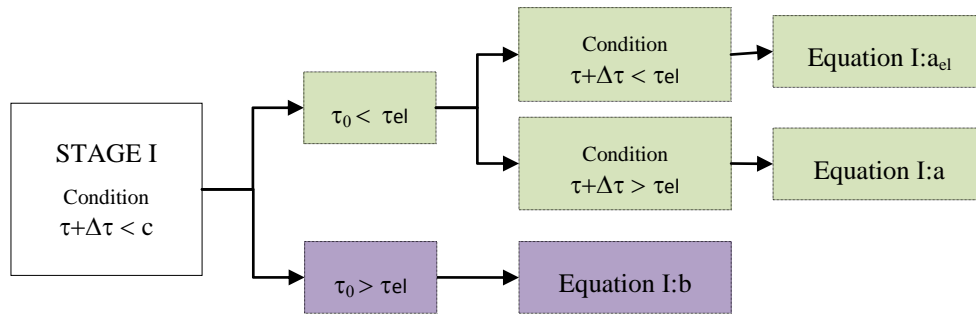 STAGE I
Condition
τ+Δτ < c
τ₀ < τel
Condition
τ+Δτ < τel
Equation I:aₑₗ
Condition
τ+Δτ > τel
Equation I:a
τ₀ > τel
Equation I:b